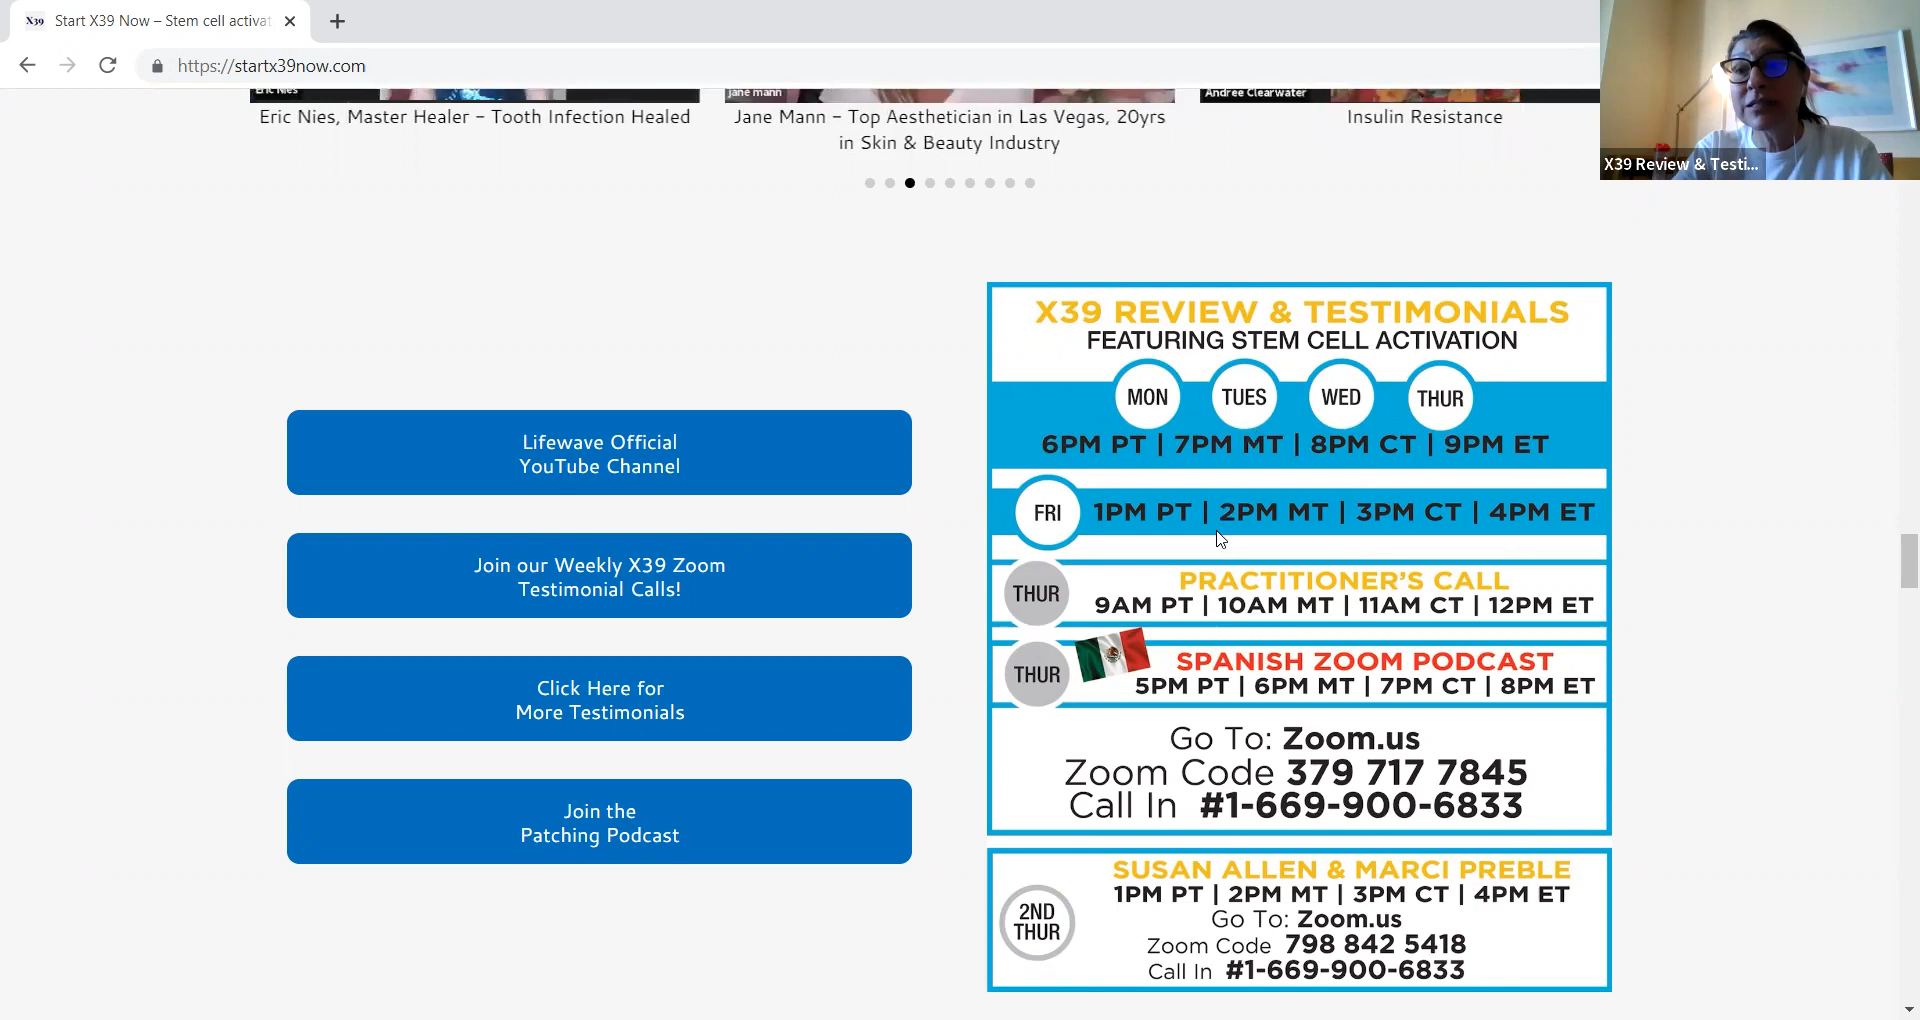 X39
Start X39 Now – Stem cell activat
https://startx39now.com
X39 Review & Testi...
Eric Nies
Jane mann
Andree Clearwater
Eric Nies, Master Healer – Tooth Infection Healed
Jane Mann – Top Aesthetician in Las Vegas, 20yrs
in Skin & Beauty Industry
Insulin Resistance
Lifewave Official
YouTube Channel
Join our Weekly X39 Zoom
Testimonial Calls!
Click Here for
More Testimonials
Join the
Patching Podcast
X39 REVIEW & TESTIMONIALS
FEATURING STEM CELL ACTIVATION
MON TUES WED THUR
6PM PT | 7PM MT | 8PM CT | 9PM ET
FRI 1PM PT | 2PM MT | 3PM CT | 4PM ET
THUR
PRACTITIONER'S CALL
9AM PT | 10AM MT | 11AM CT | 12PM ET
THUR
SPANISH ZOOM PODCAST
5PM PT | 6PM MT | 7PM CT | 8PM ET
Go To: Zoom.us
Zoom Code 379 717 7845
Call In #1-669-900-6833
2ND
THUR
SUSAN ALLEN & MARCI PREBLE
1PM PT | 2PM MT | 3PM CT | 4PM ET
Go To: Zoom.us
Zoom Code 798 842 5418
Call In #1-669-900-6833